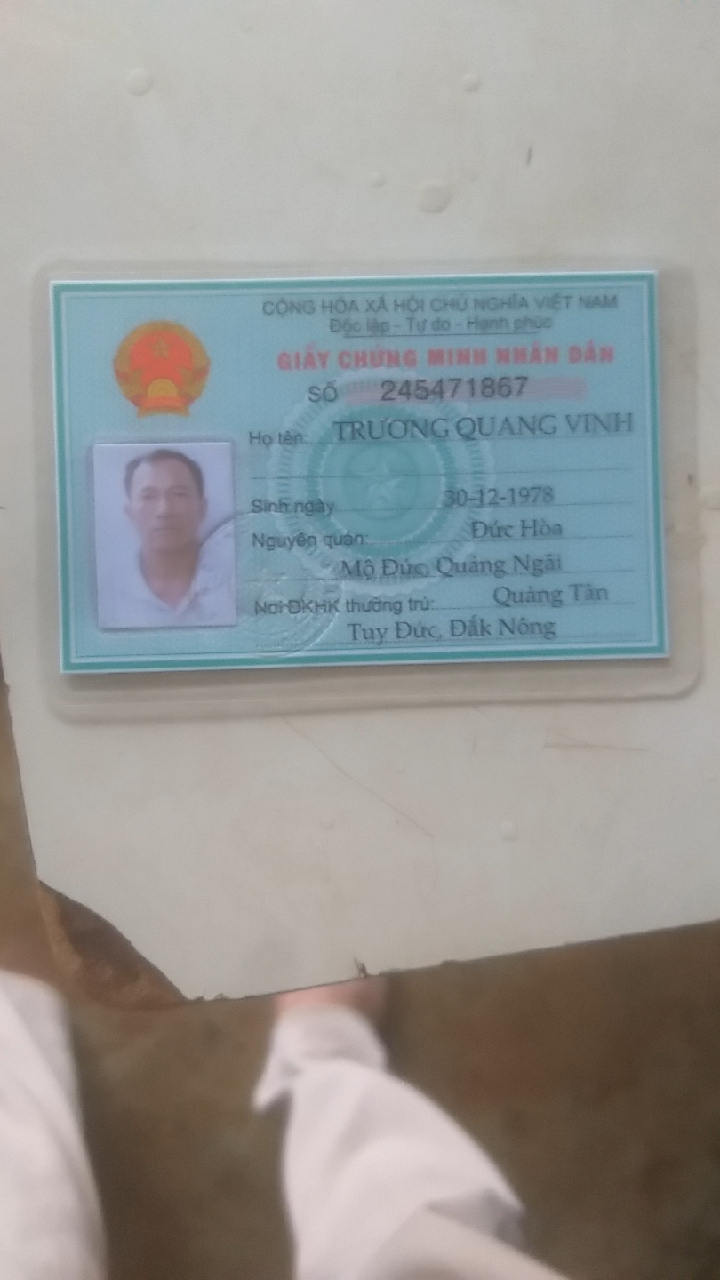 CỘNG HÒA XÃ HỘI CHỦ NGHĨA VIỆT NAM
Độc lập - Tự do - Hạnh phúc
GIẤY CHỨNG MINH NHÂN DÂN
SỐ 245471867
Họ tên: TRƯƠNG QUANG VINH
Sinh ngày 30-12-1978
Nguyên quán: Đức Hòa
Mộ Đức, Quảng Ngãi
Nơi ĐKHK thường trú: Quảng Tân
Tuy Đức, Đắk Nông